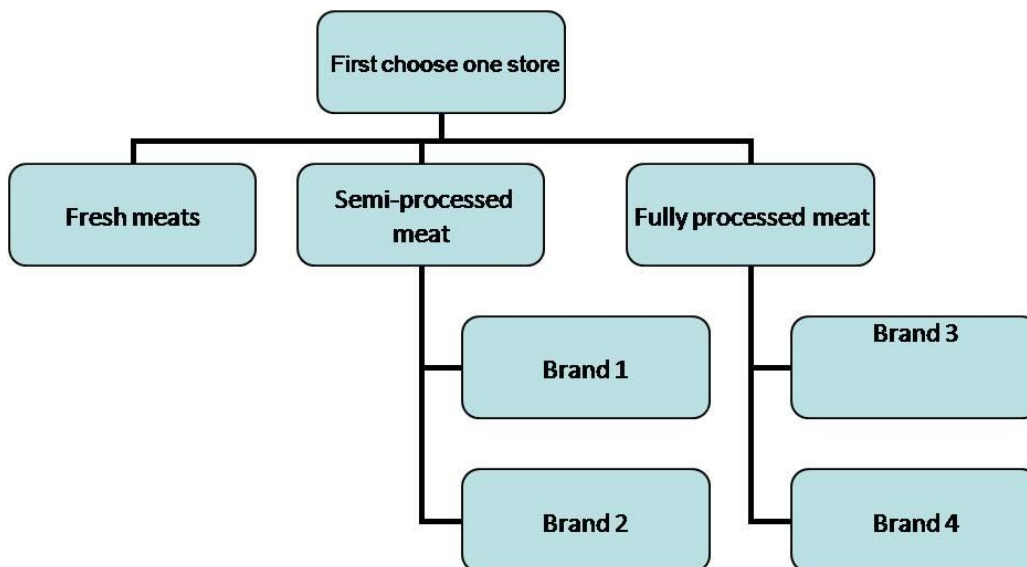 First choose one store
Fresh meats
Semi-processed
meat
Fully processed meat
Brand 1
Brand 3
Brand 2
Brand 4